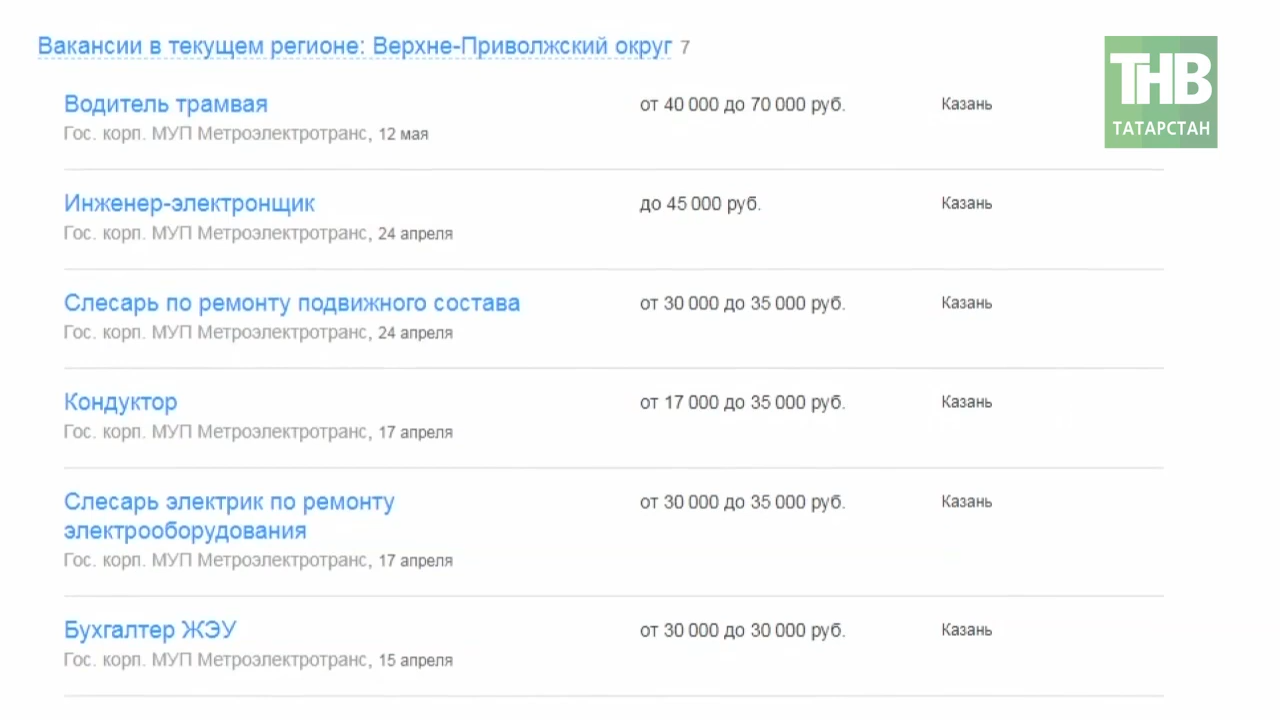 Вакансии в текущем регионе: Верхне-Приволжский округ 7
ТНВ
ТАТАРСТАН
Водитель трамвая
от 40 000 до 70 000 руб.
Казань
Гос. корп. МУП Метроэлектротранс, 12 мая
Инженер-электронщик
до 45 000 руб.
Казань
Гос. корп. МУП Метроэлектротранс, 24 апреля
Слесарь по ремонту подвижного состава
от 30 000 до 35 000 руб.
Казань
Гос. корп. МУП Метроэлектротранс, 24 апреля
Кондуктор
от 17 000 до 35 000 руб.
Казань
Гос. корп. МУП Метроэлектротранс, 17 апреля
Слесарь электрик по ремонту
электрооборудования
от 30 000 до 35 000 руб.
Казань
Гос. корп. МУП Метроэлектротранс, 17 апреля
Бухгалтер ЖЭУ
от 30 000 до 30 000 руб.
Казань
Гос. корп. МУП Метроэлектротранс, 15 апреля